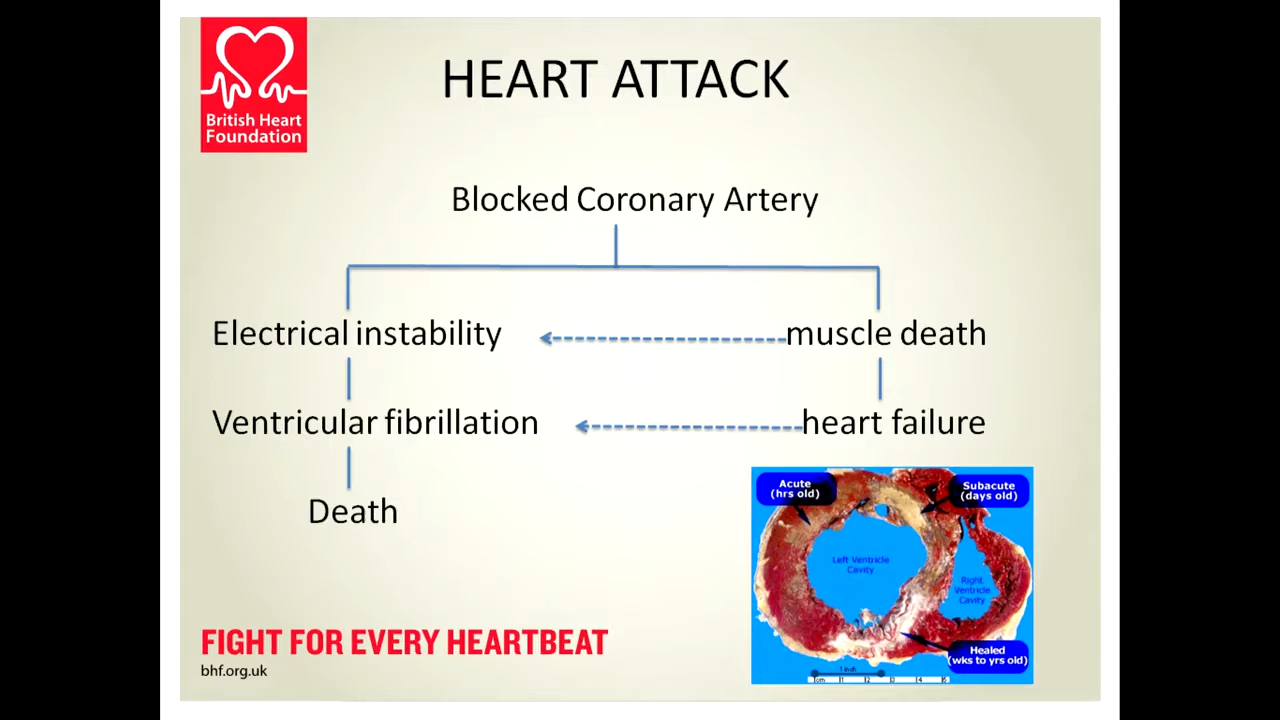 British Heart
Foundation
HEART ATTACK
Blocked Coronary Artery
Electrical instability
muscle death
Ventricular fibrillation
heart failure
Death
Acute
(hrs old)
Subacute
(days old)
Left Ventricle
Cavity
Right
Ventricle
Cavity
Healed
(wks to yrs old)
1 inch
FIGHT FOR EVERY HEARTBEAT
bhf.org.uk